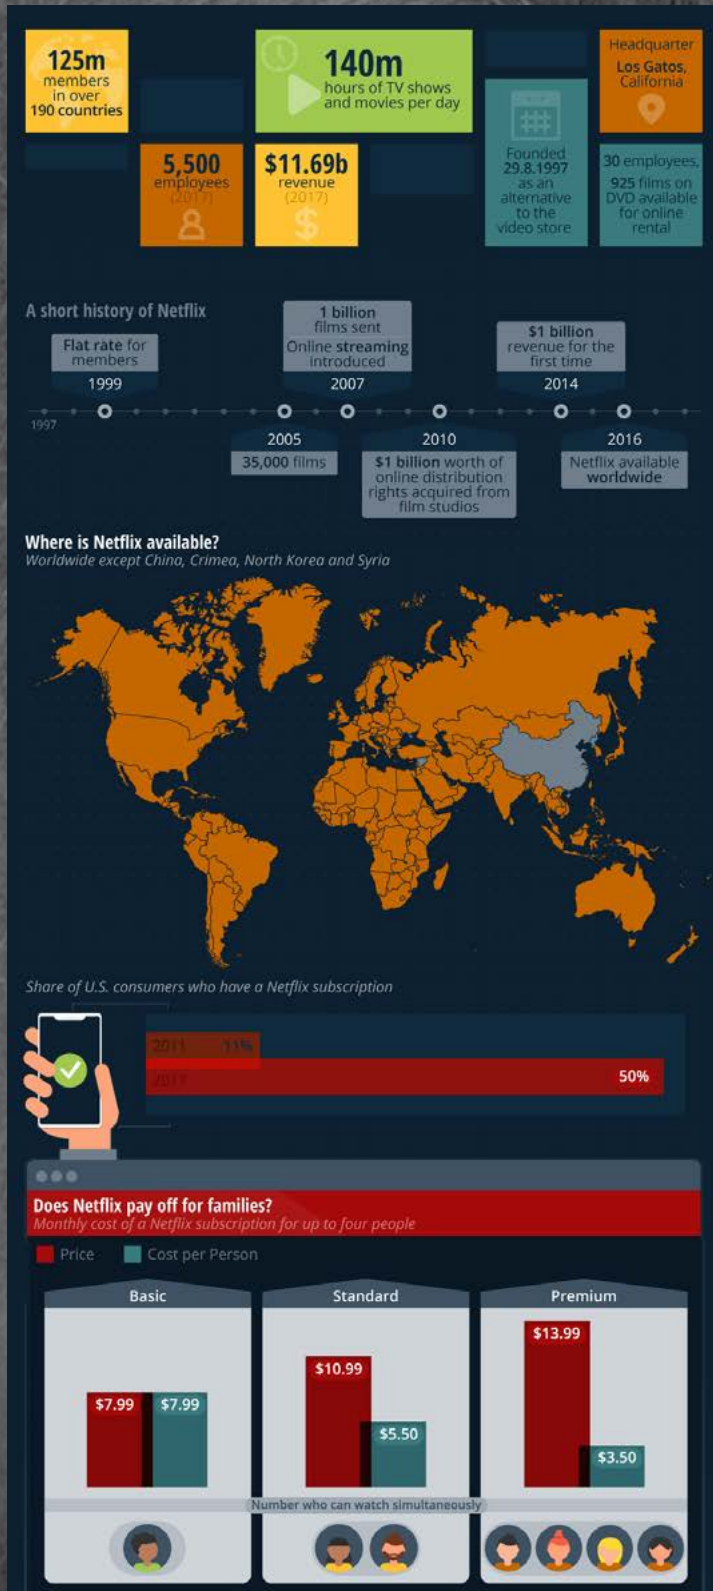 125m
members
in over
190 countries
140m
hours of TV shows
and movies per day
Headquarter
Los Gatos,
California
5,500
employees
(2017)
$11.69b
revenue
(2017)
$
Founded
29.8.1997
as an
alternative
to the
video store
30 employees,
925 films on
DVD available
for online
rental
A short history of Netflix
Flat rate for
members
1999
1 billion
films sent
Online streaming
introduced
2007
$1 billion
revenue for the
first time
2014
1997
2005
35,000 films
2010
$1 billion worth of
online distribution
rights acquired from
film studios
2016
Netflix available
worldwide
Where is Netflix available?
Worldwide except China, Crimea, North Korea and Syria
Share of U.S. consumers who have a Netflix subscription
2011 11%
2017 50%
Does Netflix pay off for families?
Monthly cost of a Netflix subscription for up to four people
Price Cost per Person
Basic
$7.99 $7.99
Standard
$10.99
$5.50
Premium
$13.99
$3.50
Number who can watch simultaneously